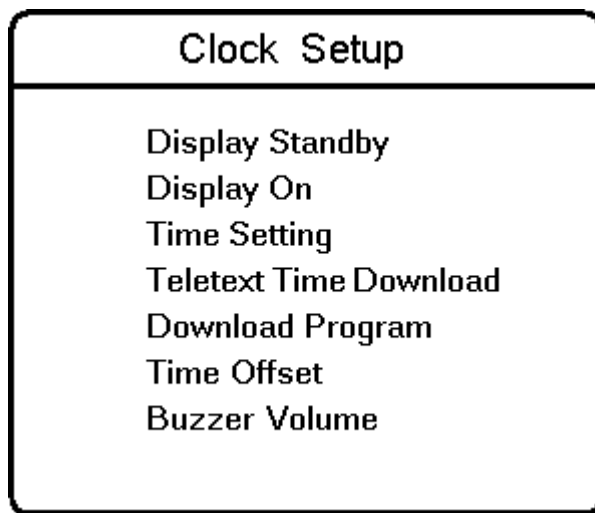 Clock Setup
Display Standby
Display On
Time Setting
Teletext Time Download
Download Program
Time Offset
Buzzer Volume